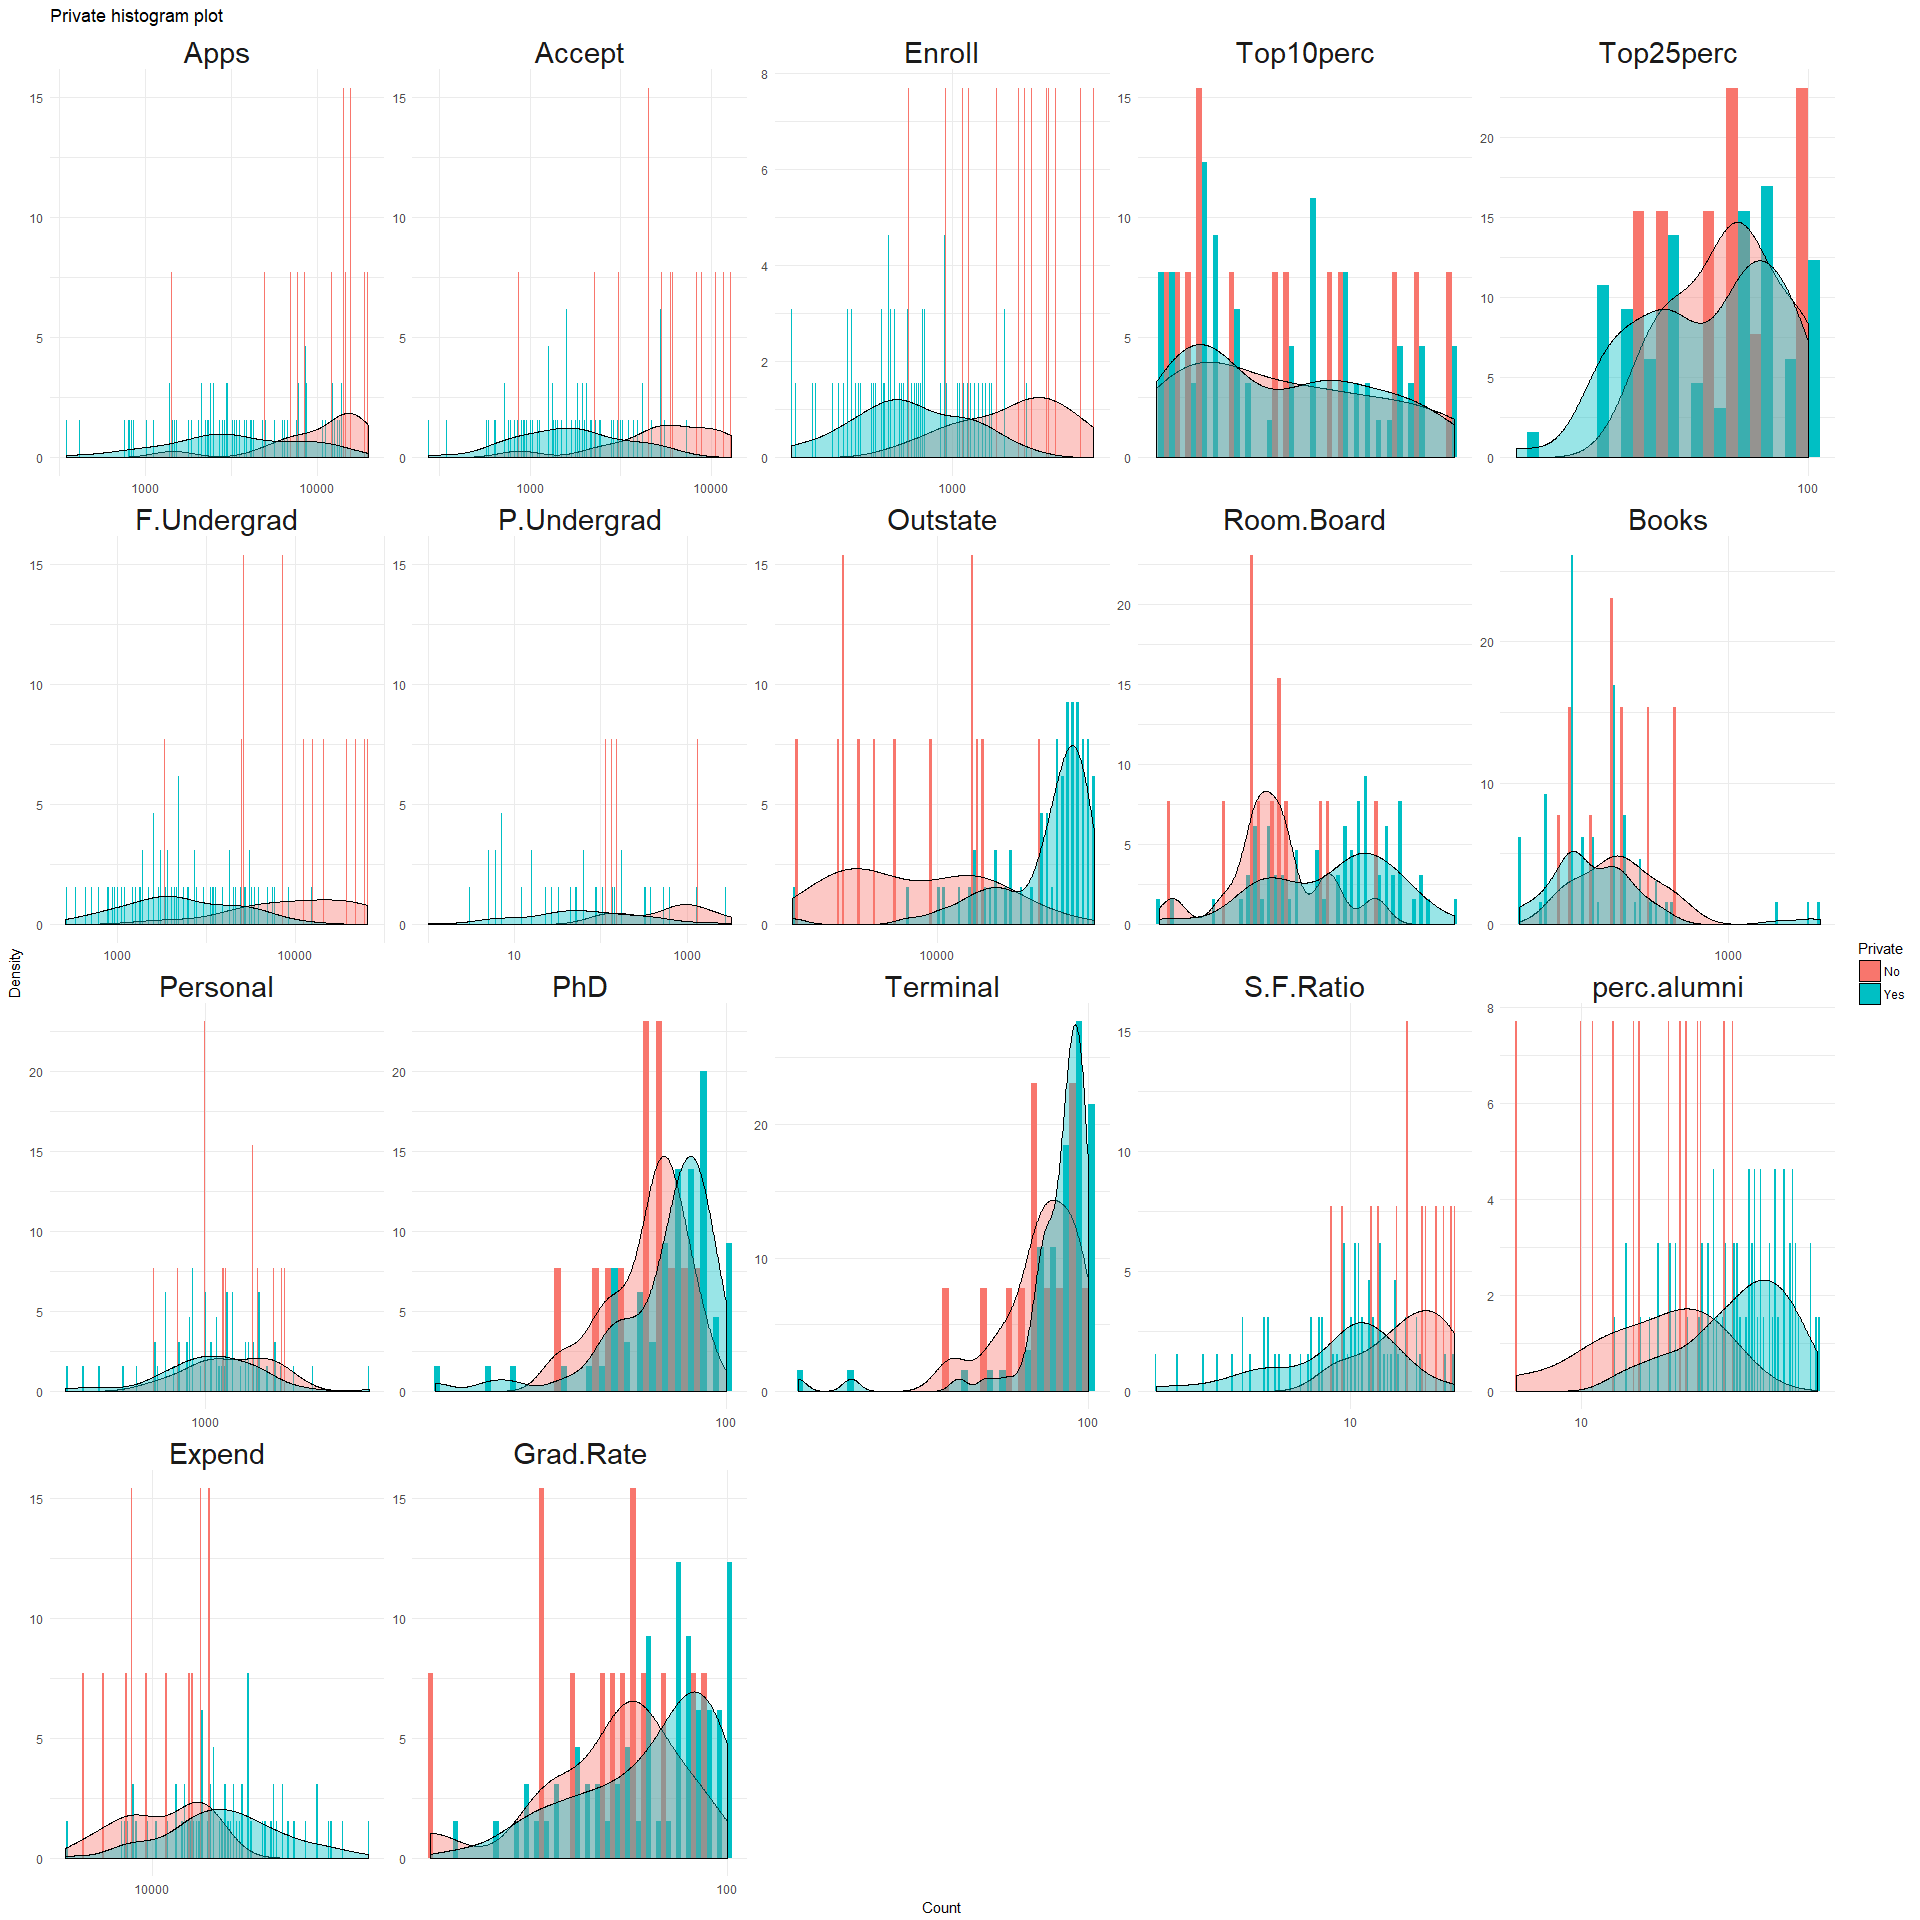 Private histogram plot
Apps Accept Enroll Top10perc Top25perc
15 15 8 15 20
10 10 6 10 15
5 5 4 5 10
0 0 2 0 5
0 0
1000 10000 1000 10000 1000 100
F.Undergrad P.Undergrad Outstate Room.Board Books
15 15 15 20 20
10 10 10 15 10
5 5 5 10 0
0 0 0 5
0
1000 10000 10 1000 10000 1000
Density
Personal PhD Terminal S.F.Ratio perc.alumni
20 20 20 15 8
15 15 10 10 6
10 10 0 5 4
5 5 0 2
0 0 0
1000 100 100 10 10
Private
No
Yes
Expend Grad.Rate
15 15
10 10
5 5
0 0
10000 100
Count